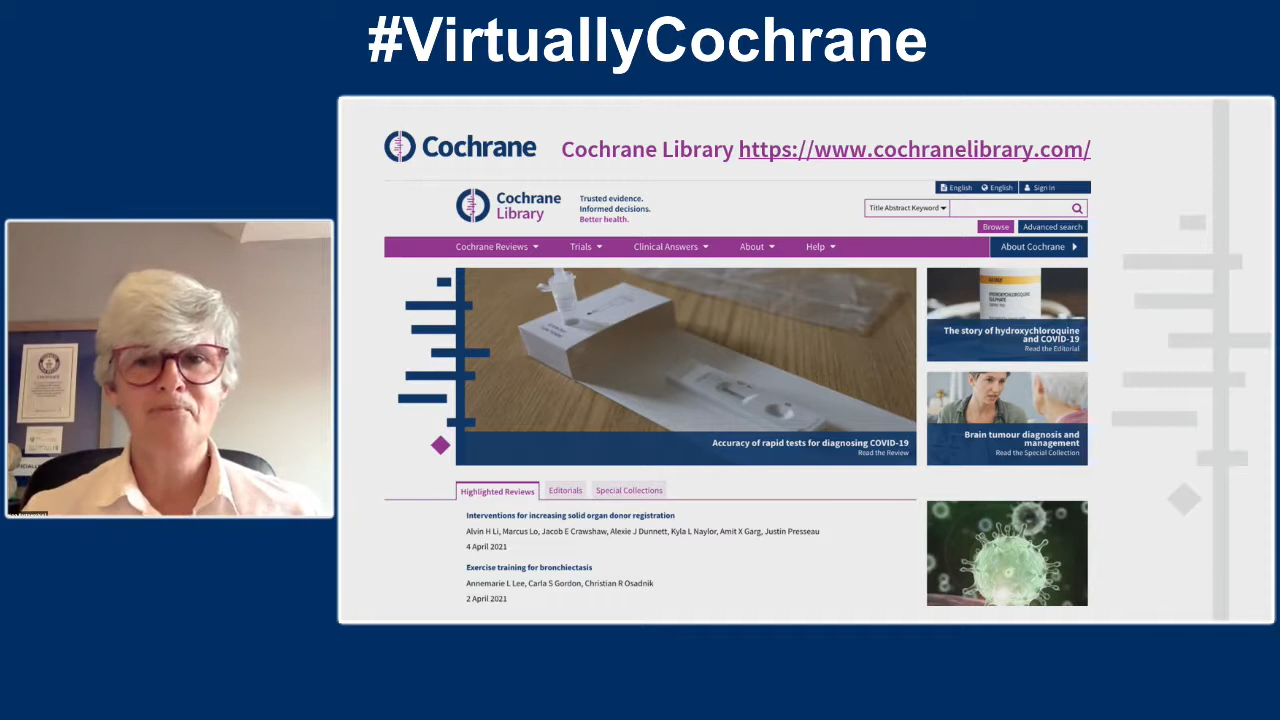 #VirtuallyCochrane
Cochrane
Cochrane Library https://www.cochranelibrary.com/
English English Sign In
Cochrane
Library
Trusted evidence.
Informed decisions.
Better health.
Title Abstract Keyword
Browse Advanced search
Cochrane Reviews Trials Clinical Answers About Help About Cochrane
The story of hydroxychloroquine
and COVID-19
Read the Editorial
Accuracy of rapid tests for diagnosing COVID-19
Read the Review
Brain tumour diagnosis and
management
Read the Special Collection
Highlighted Reviews Editorials Special Collections
Interventions for increasing solid organ donor registration
Alvin H Li, Marcus Lo, Jacob E Crawshaw, Alexie J Dunnett, Kyla L Naylor, Amit X Garg, Justin Presseau
4 April 2021
Exercise training for bronchiectasis
Annemarie L Lee, Carla S Gordon, Christian R Osadnik
2 April 2021